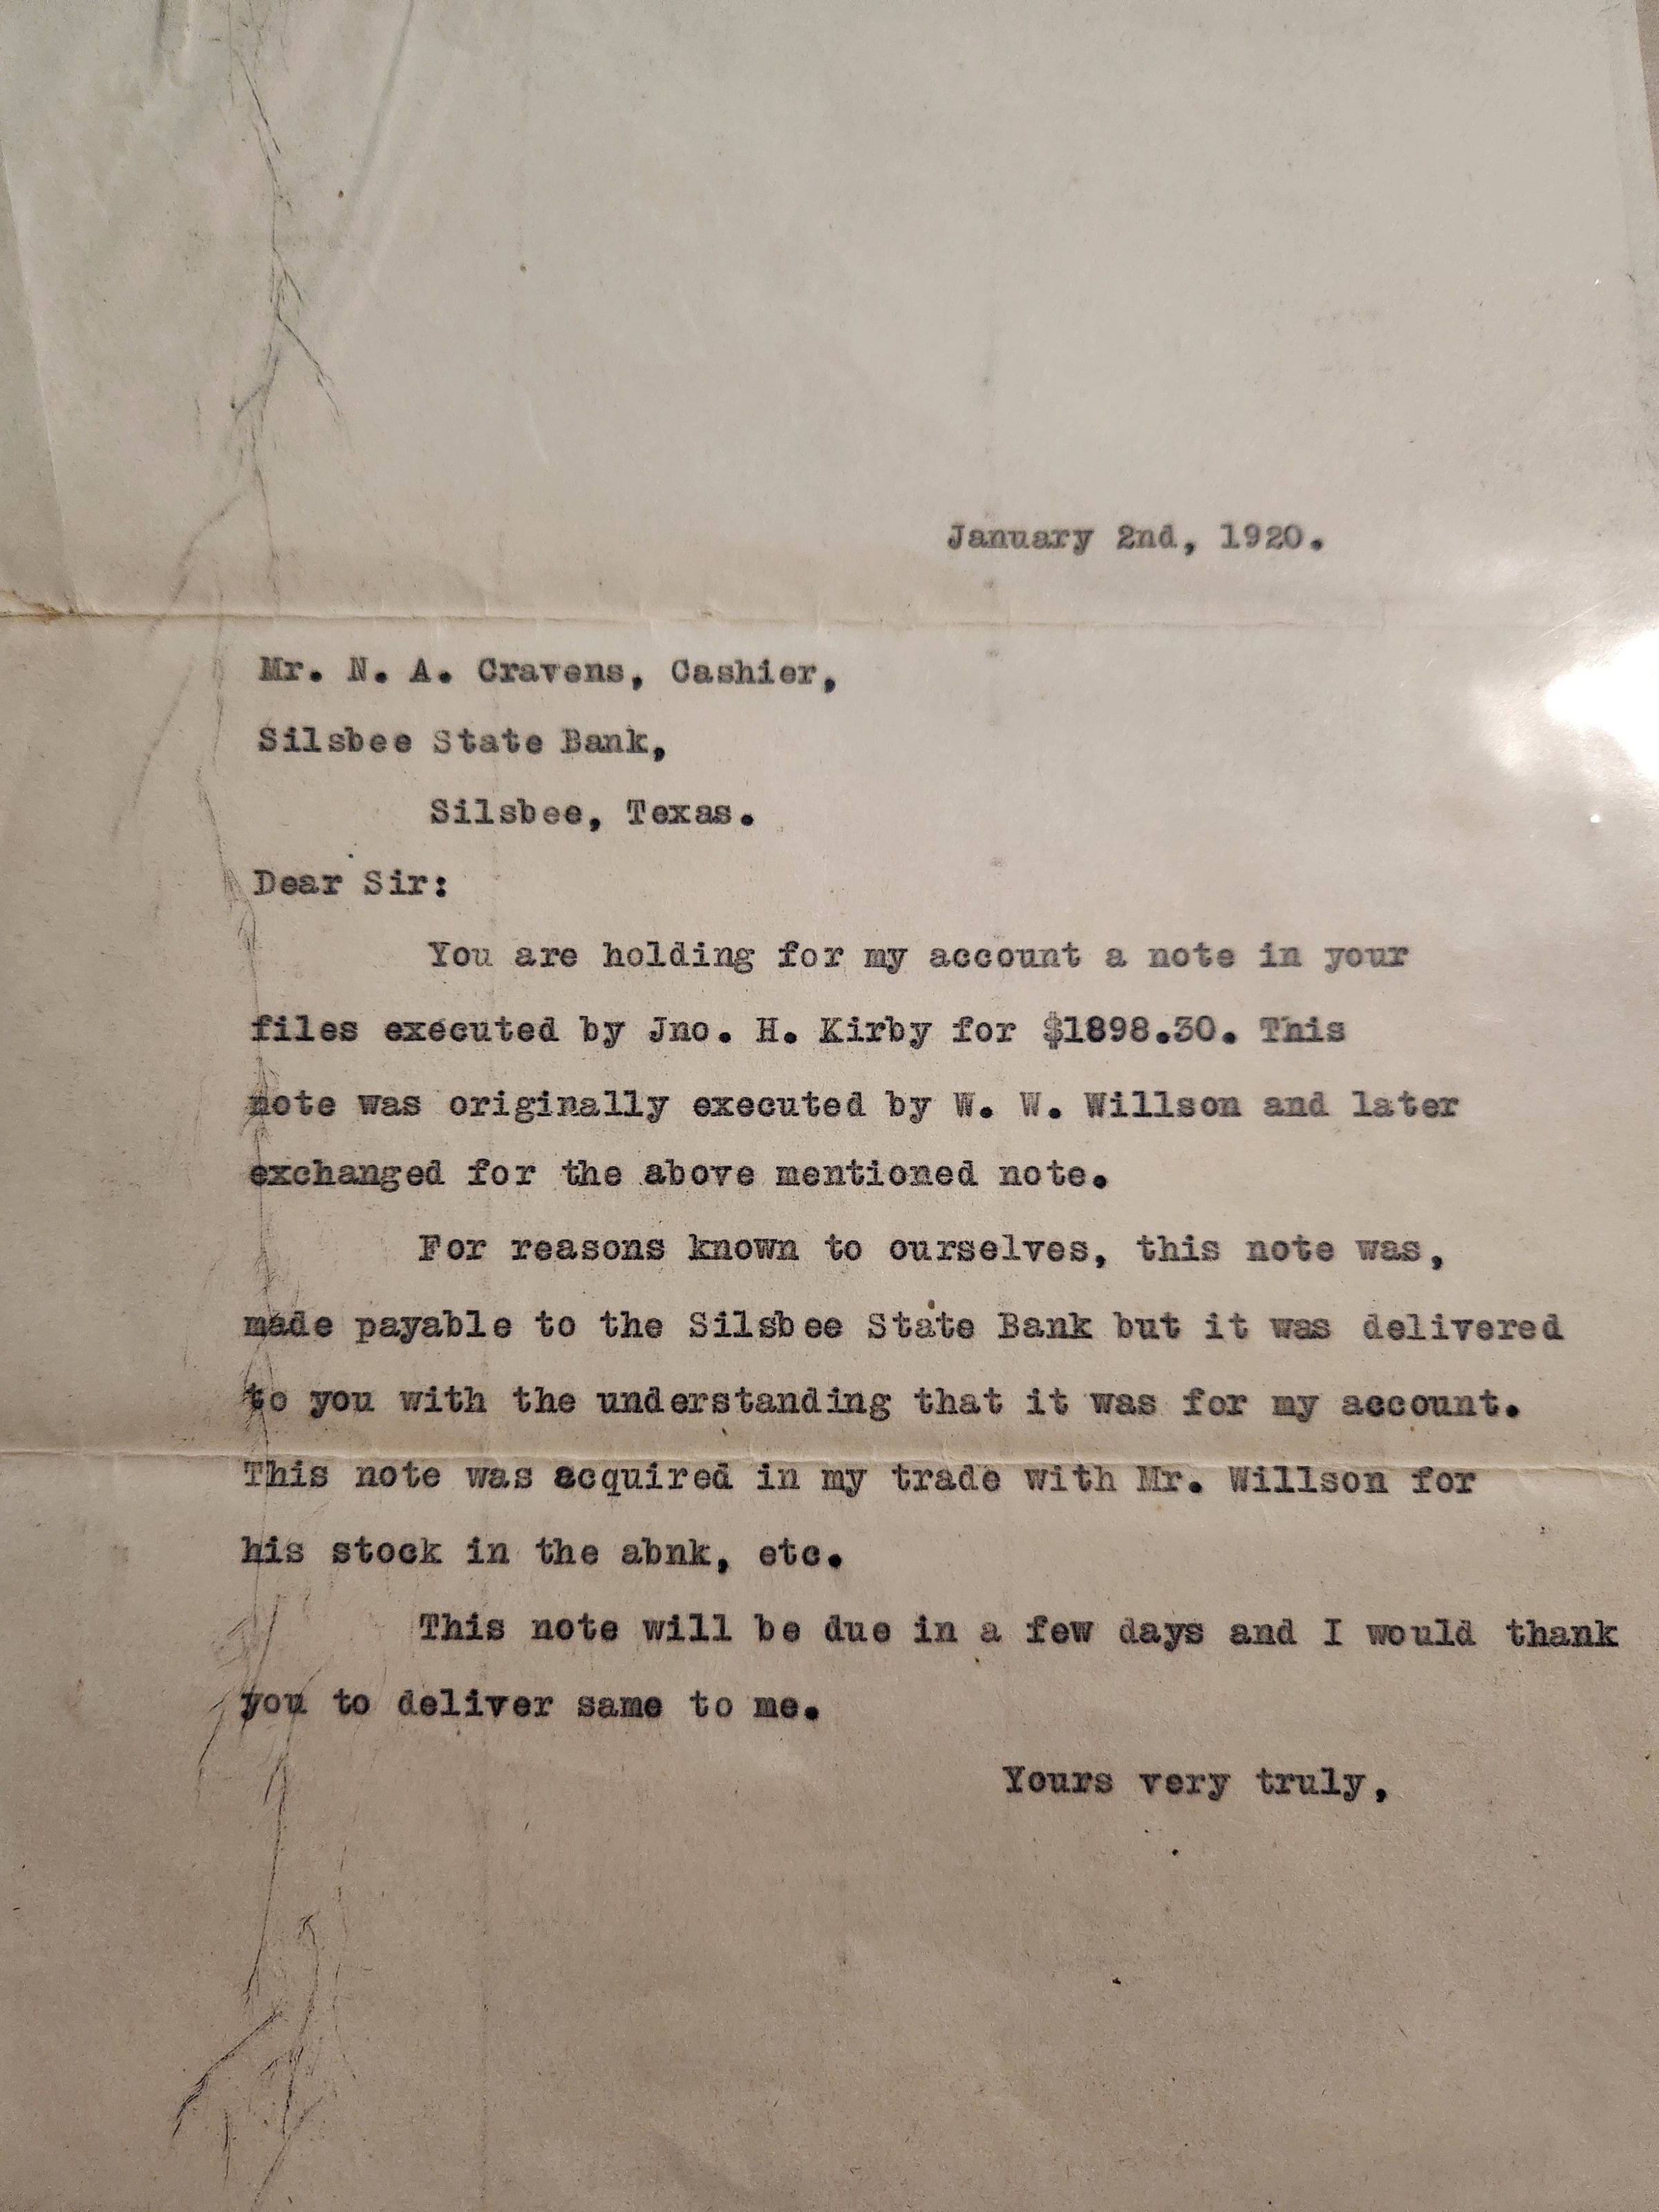 January 2nd, 1920.
Mr. N. A. Cravens, Cashier,
Silsbee State Bank,
Silsbee, Texas.
Dear Sir:
You are holding for my account a note in your
files executed by Jno. H. Kirby for $1898.30. This
note was originally executed by W. W. Willson and later
exchanged for the above mentioned note.
For reasons known to ourselves, this note was,
made payable to the Silsbee State Bank but it was delivered
to you with the understanding that it was for my account.
This note was acquired in my trade with Mr. Willson for
his stock in the abnk, etc.
This note will be due in a few days and I would thank
you to deliver same to me.
Yours very truly,